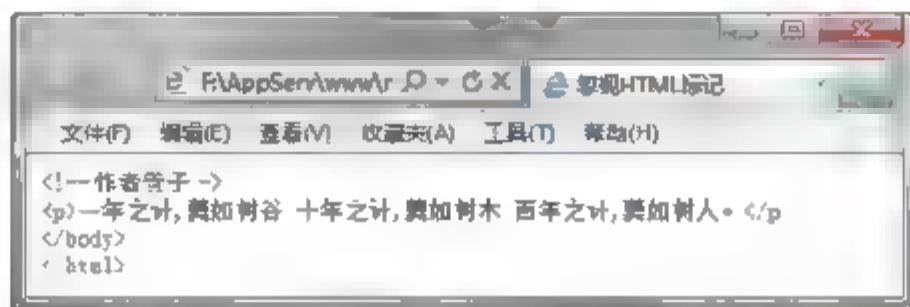 F:\AppServ\www\r
忽视HTML标记
文件(F) 编辑(E) 查看(V) 收藏夹(A) 工具(T) 帮助(H)
<!--作者管子-->
<p>一年之计,莫如树谷 十年之计,莫如树木 百年之计,莫如树人。</p
</body>
html>